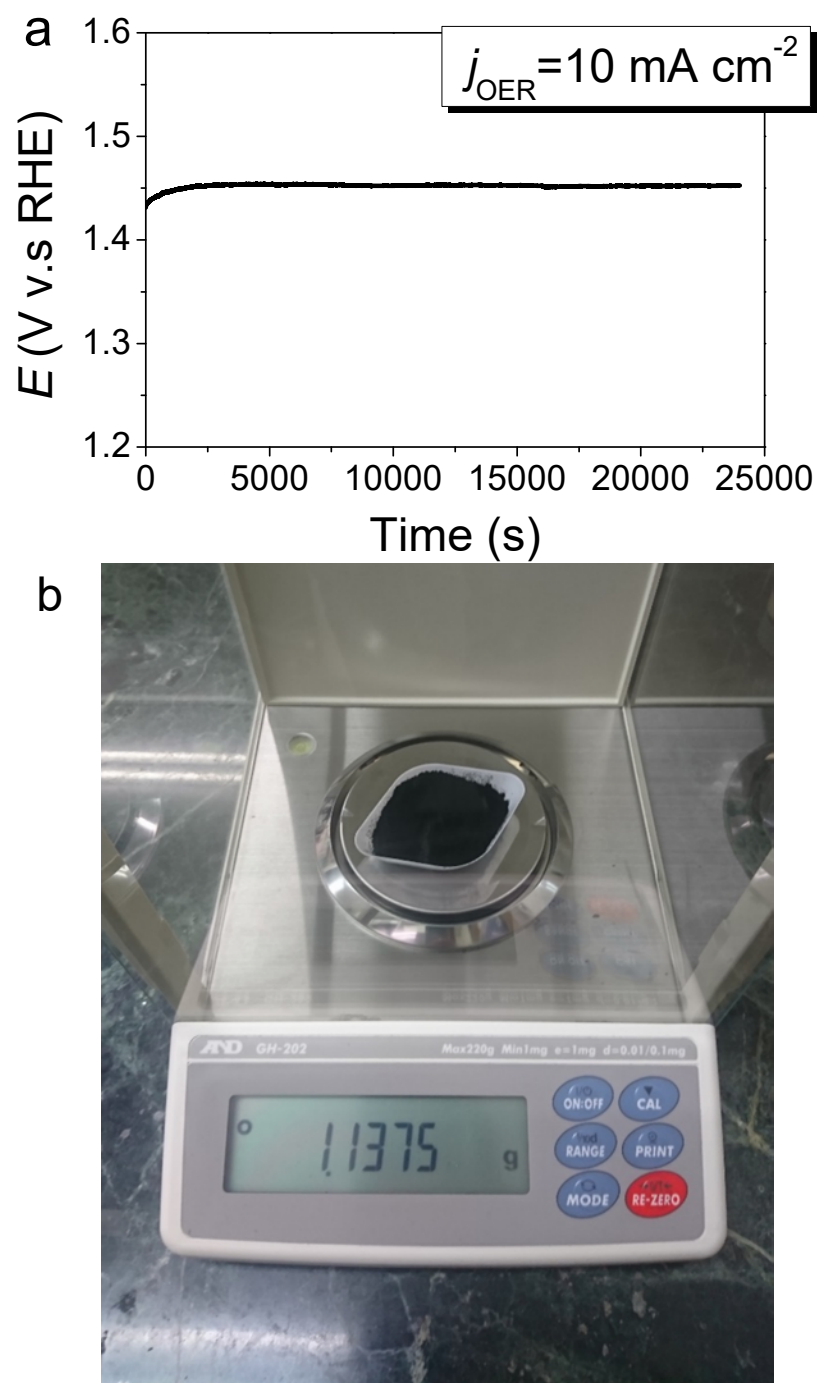 a
j_OER=10 mA cm^-2
E (V v.s RHE)
1.6
1.5
1.4
1.3
1.2
0 5000 10000 15000 20000 25000
Time (s)
b
AND GH-202 Max220g Min1mg e=1mg d=0.01/0.1mg
ON:OFF CAL
1.1375 g
RANGE PRINT
MODE RE-ZERO